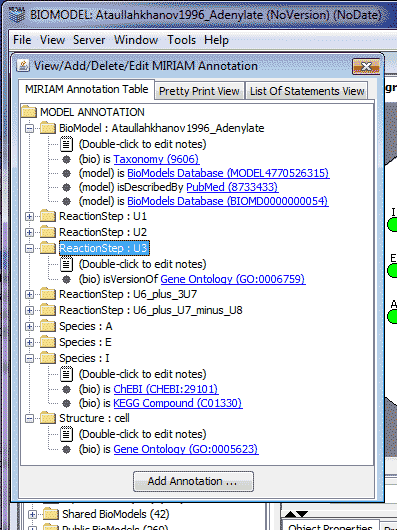 BIOMODEL: Ataullahkhanov1996_Adenylate (NoVersion) (NoDate)
File View Server Window Tools Help
View/Add/Delete/Edit MIRIAM Annotation
MIRIAM Annotation Table Pretty Print View List Of Statements View
MODEL ANNOTATION
BioModel : Ataullahkhanov1996_Adenylate
(Double-click to edit notes)
(bio) is Taxonomy (9606)
(model) is BioModels Database (MODEL4770526315)
(model) isDescribedBy PubMed (8733433)
(model) is BioModels Database (BIOMD0000000054)
ReactionStep : U1
ReactionStep : U2
ReactionStep : U3
(Double-click to edit notes)
(bio) isVersionOf Gene Ontology (GO:0006759)
ReactionStep : U6_plus_3U7
ReactionStep : U6_plus_U7_minus_U8
Species : A
Species : E
Species : I
(Double-click to edit notes)
(bio) is ChEBI (CHEBI:29101)
(bio) is KEGG Compound (C01330)
Structure : cell
(Double-click to edit notes)
(bio) is Gene Ontology (GO:0005623)
Add Annotation ...
Shared BioModels (42)
Public BioModels (260)
Object Properties
I
E
A